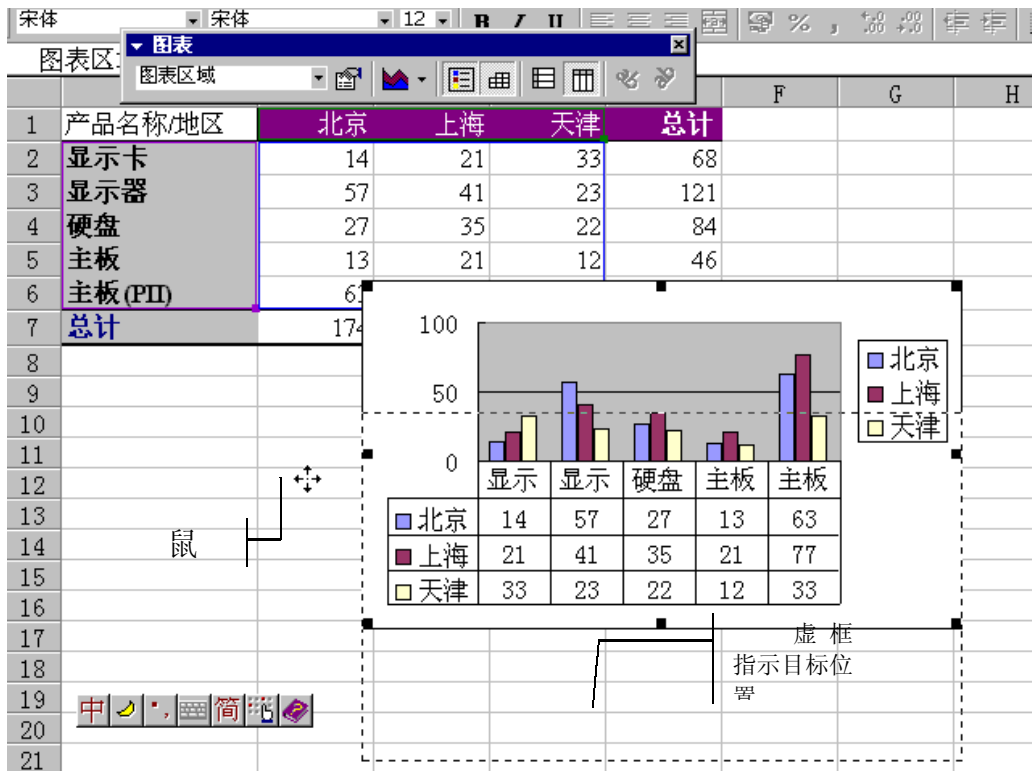 宋体 宋体 12 B I U % ,
图表
图表区域
图表区
F G H
1 产品名称/地区 北京 上海 天津 总计
2 显示卡 14 21 33 68
3 显示器 57 41 23 121
4 硬盘 27 35 22 84
5 主板 13 21 12 46
6 主板(PII)
7 总计 174
8
9
10
11
12
13
14
15
16
17
18
19
20
21
100
50
0
北京
上海
天津
显示 显示 硬盘 主板 主板
北京 14 57 27 13 63
上海 21 41 35 21 77
天津 33 23 22 12 33
鼠
虚 框
指示目标位
中 简